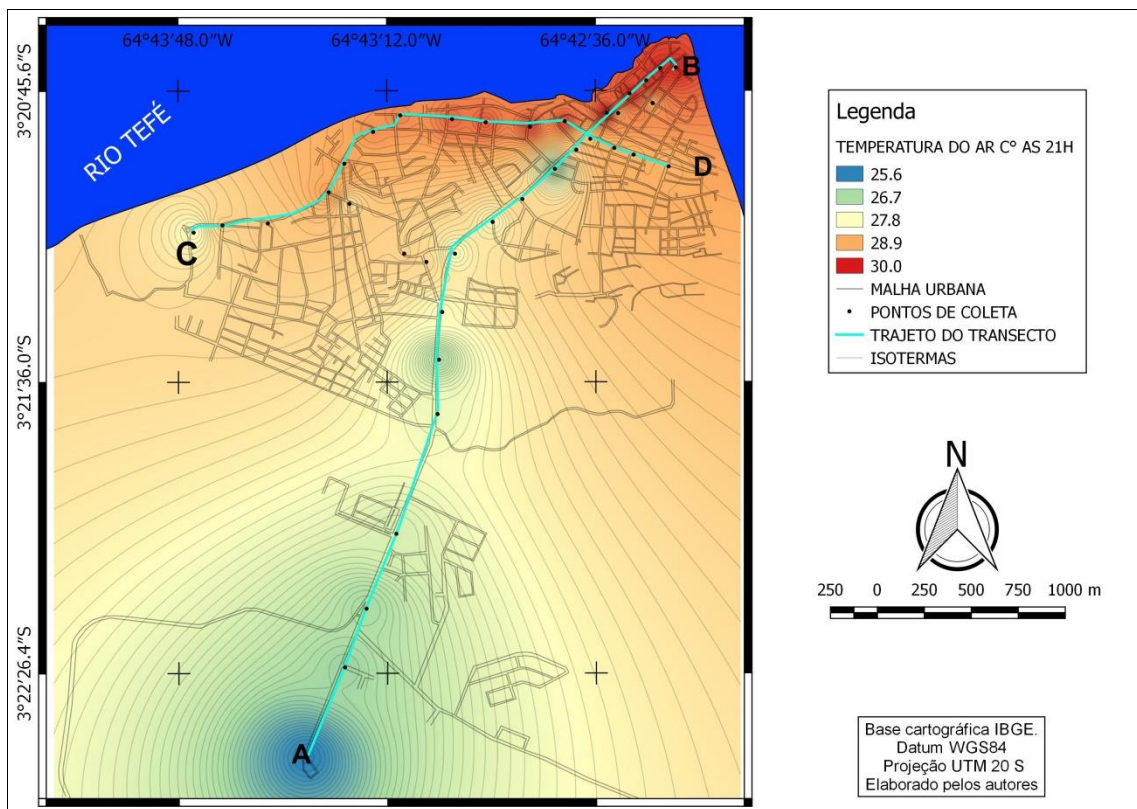 64°43′48.0″W 64°43′12.0″W 64°42′36.0″W
3°20′45.6″S
3°21′36.0″S
3°22′26.4″S
RIO TEFÉ
B
D
C
A
Legenda
TEMPERATURA DO AR C° AS 21H
25.6
26.7
27.8
28.9
30.0
MALHA URBANA
PONTOS DE COLETA
TRAJETO DO TRANSECTO
ISOTERMAS
N
250 0 250 500 750 1000 m
Base cartográfica IBGE.
Datum WGS84
Projeção UTM 20 S
Elaborado pelos autores